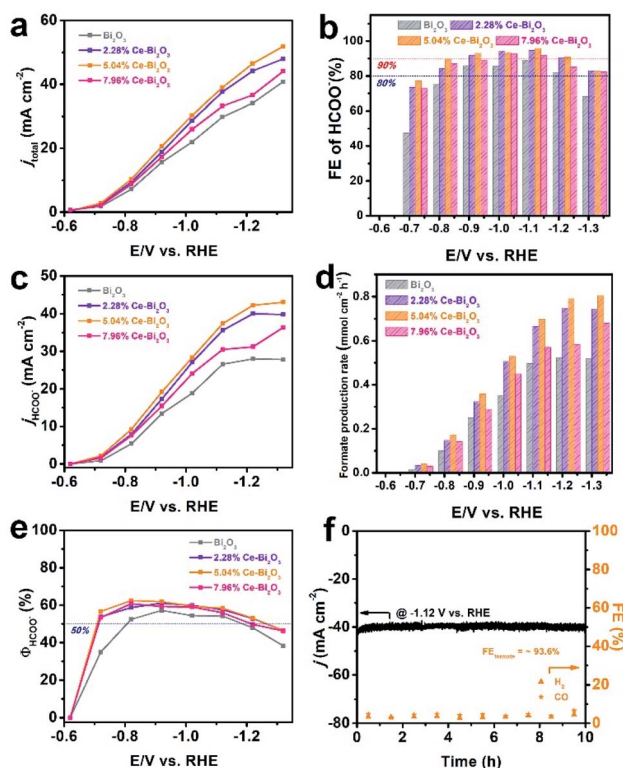 a
j total (mA cm⁻²)
60
40
20
0
Bi₂O₃
2.28% Ce-Bi₂O₃
5.04% Ce-Bi₂O₃
7.96% Ce-Bi₂O₃
-0.6 -0.8 -1.0 -1.2
E/V vs. RHE
b
FE of HCOO⁻(%)
100
80
60
40
20
0
Bi₂O₃ 2.28% Ce-Bi₂O₃
5.04% Ce-Bi₂O₃ 7.96% Ce-Bi₂O₃
90%
80%
-0.6 -0.7 -0.8 -0.9 -1.0 -1.1 -1.2 -1.3
E/V vs. RHE
c
j HCOO⁻ (mA cm⁻²)
50
40
30
20
10
0
Bi₂O₃
2.28% Ce-Bi₂O₃
5.04% Ce-Bi₂O₃
7.96% Ce-Bi₂O₃
-0.6 -0.8 -1.0 -1.2
E/V vs. RHE
d
Formate production rate (mmol cm⁻² h⁻¹)
0.8
0.6
0.4
0.2
0.0
Bi₂O₃
2.28% Ce-Bi₂O₃
5.04% Ce-Bi₂O₃
7.96% Ce-Bi₂O₃
-0.6 -0.7 -0.8 -0.9 -1.0 -1.1 -1.2 -1.3
E/V vs. RHE
e
Φ HCOO⁻ (%)
100
80
60
40
20
0
Bi₂O₃
2.28% Ce-Bi₂O₃
5.04% Ce-Bi₂O₃
7.96% Ce-Bi₂O₃
50%
-0.6 -0.8 -1.0 -1.2
E/V vs. RHE
f
j (mA cm⁻²)
0
-20
-40
-60
-80
@ -1.12 V vs. RHE
FE formate = ~ 93.6%
H₂
CO
100
80
60
40
20
0
FE (%)
0 2 4 6 8 10
Time (h)